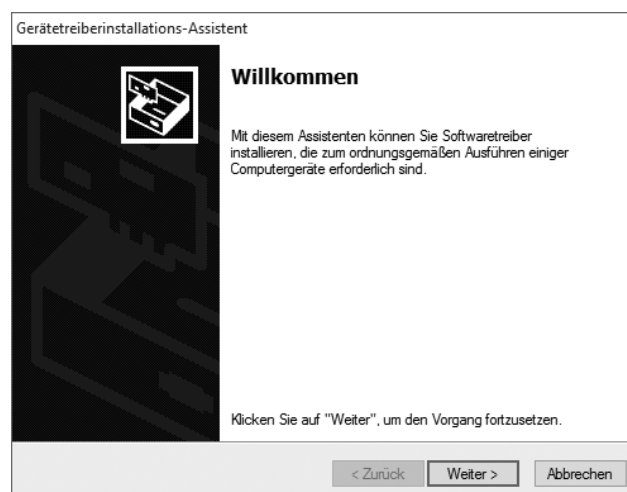 Gerätetreiberinstallations-Assistent
Willkommen
Mit diesem Assistenten können Sie Softwaretreiber
installieren, die zum ordnungsgemäßen Ausführen einiger
Computergeräte erforderlich sind.
Klicken Sie auf "Weiter", um den Vorgang fortzusetzen.
< Zurück
Weiter >
Abbrechen